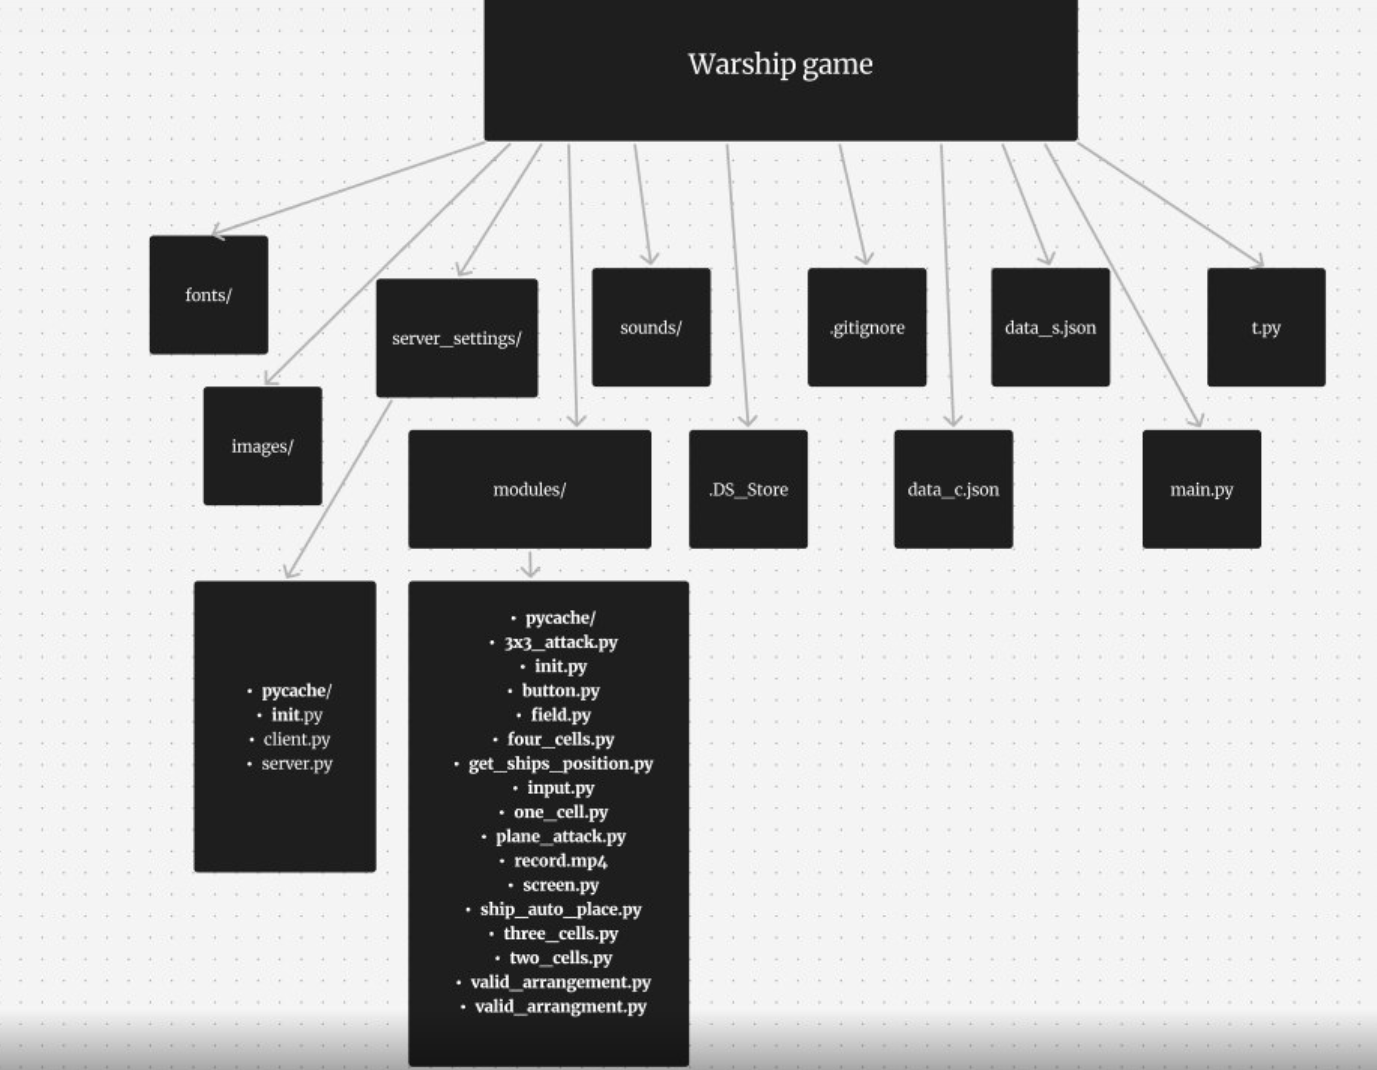 Warship game
fonts/
images/
server_settings/
sounds/
.gitignore
data_s.json
t.py
modules/
.DS_Store
data_c.json
main.py
• pycache/
• init.py
• client.py
• server.py
• pycache/
• 3x3_attack.py
• init.py
• button.py
• field.py
• four_cells.py
• get_ships_position.py
• input.py
• one_cell.py
• plane_attack.py
• record.mp4
• screen.py
• ship_auto_place.py
• three_cells.py
• two_cells.py
• valid_arrangement.py
• valid_arrangment.py